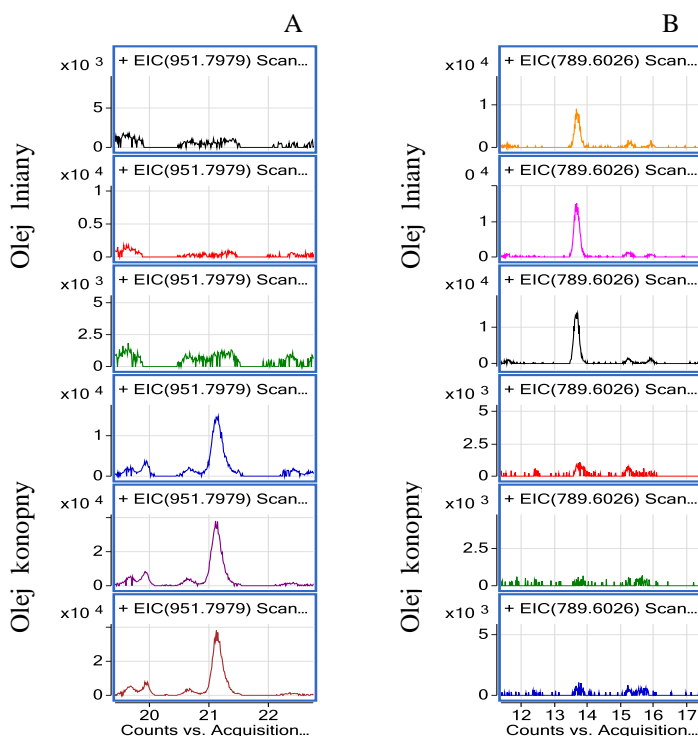 A
Olej lniany
x10 3 + EIC(951.7979) Scan...
5
0
x10 4 + EIC(951.7979) Scan...
1
0.5
0
x10 3 + EIC(951.7979) Scan...
5
2.5
0
Olej konopny
x10 4 + EIC(951.7979) Scan...
1
0
x10 4 + EIC(951.7979) Scan...
2
0
x10 4 + EIC(951.7979) Scan...
2
0
20 21 22
Counts vs. Acquisition...
B
Olej lniany
x10 4 + EIC(789.6026) Scan...
1
0
0 4 + EIC(789.6026) Scan...
1
0
x10 4 + EIC(789.6026) Scan...
1
0
Olej konopny
x10 3 + EIC(789.6026) Scan...
5
2.5
0
x10 3 + EIC(789.6026) Scan...
2.5
0
x10 3 + EIC(789.6026) Scan...
5
0
12 13 14 15 16 17
Counts vs. Acquisition...